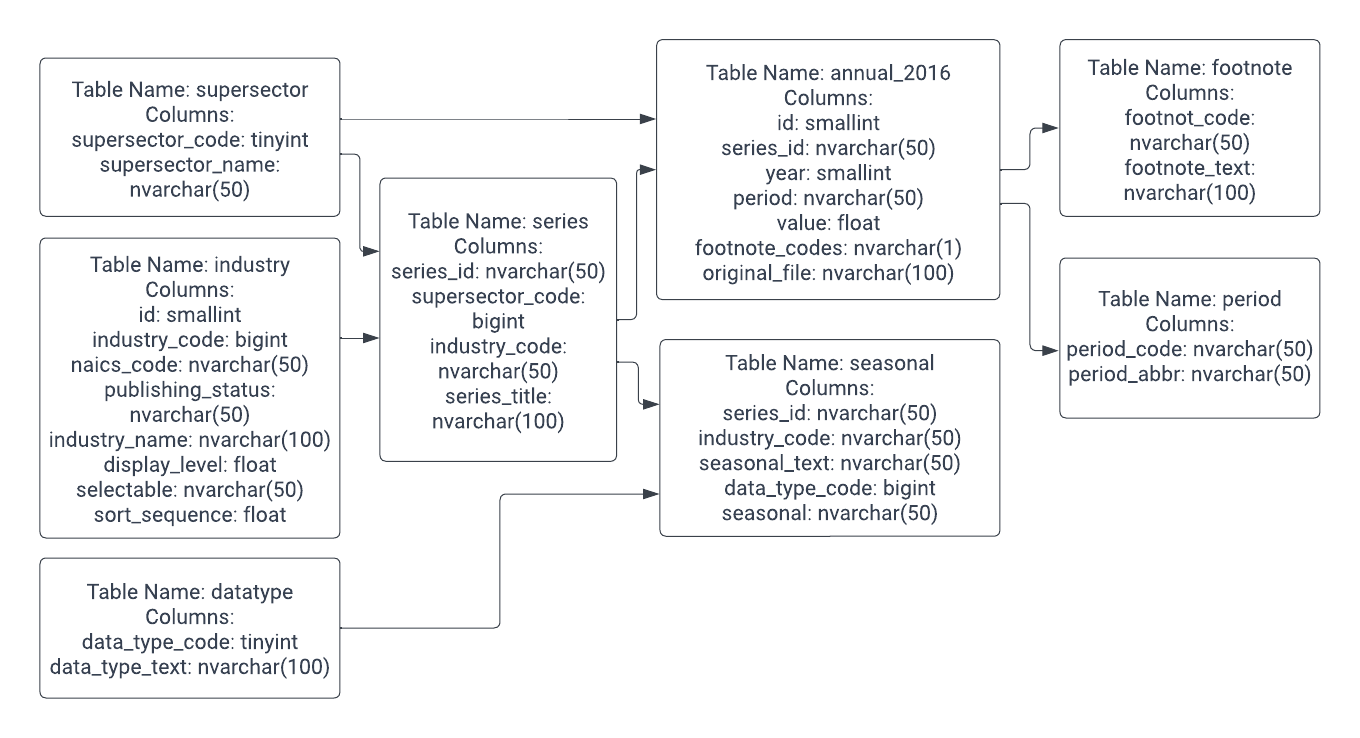 Table Name: supersector
Columns:
supersector_code: tinyint
supersector_name:
nvarchar(50)
Table Name: industry
Columns:
id: smallint
industry_code: bigint
naics_code: nvarchar(50)
publishing_status:
nvarchar(50)
industry_name: nvarchar(100)
display_level: float
selectable: nvarchar(50)
sort_sequence: float
Table Name: datatype
Columns:
data_type_code: tinyint
data_type_text: nvarchar(100)
Table Name: series
Columns:
series_id: nvarchar(50)
supersector_code:
bigint
industry_code:
nvarchar(50)
series_title:
nvarchar(100)
Table Name: annual_2016
Columns:
id: smallint
series_id: nvarchar(50)
year: smallint
period: nvarchar(50)
value: float
footnote_codes: nvarchar(1)
original_file: nvarchar(100)
Table Name: seasonal
Columns:
series_id: nvarchar(50)
industry_code: nvarchar(50)
seasonal_text: nvarchar(50)
data_type_code: bigint
seasonal: nvarchar(50)
Table Name: footnote
Columns:
footnot_code:
nvarchar(50)
footnote_text:
nvarchar(100)
Table Name: period
Columns:
period_code: nvarchar(50)
period_abbr: nvarchar(50)